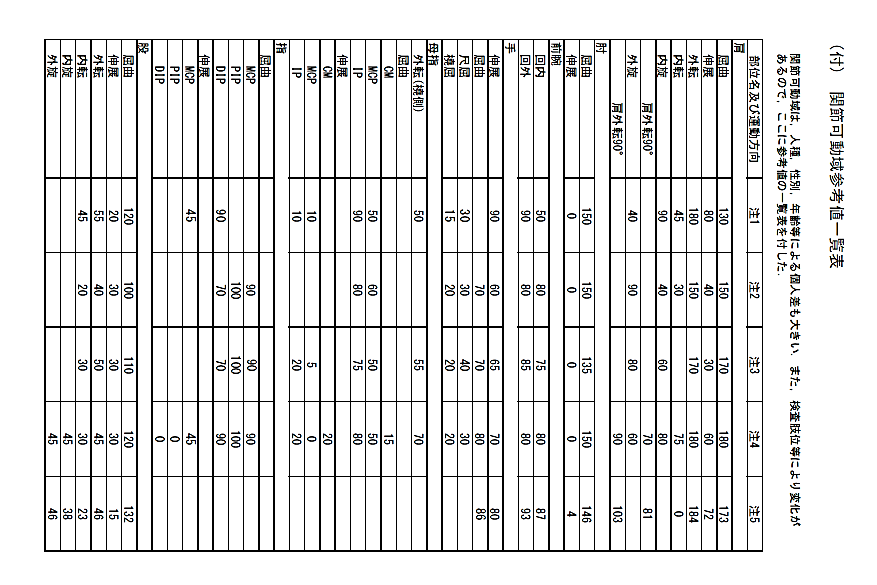 (付) 関節可動域参考値一覧表
関節可動域は、人種、性別、年齢等による個人差も大きい。また、検査肢位等により変化が
あるので、ここに参考値の一覧表を付した。
部位名及び運動方向 注1 注2 注3 注4 注5
肩
屈曲 130 150 170 180 173
伸展 80 40 30 60 72
外転 180 150 170 180 184
内転 45 30 75 0
内旋 90 40 60 80
肩外転90° 70 81
外旋 40 90 80 60
肩外転90° 90 103
肘
屈曲 150 150 135 150 146
伸展 0 0 0 0 4
前腕
回内 50 80 75 80 87
回外 90 80 85 80 93
手
伸展 90 60 65 70 80
屈曲 70 70 80 86
尺屈 30 30 40 30
橈屈 15 20 20 20
母指
外転(橈側) 50 55 70
屈曲
CM 15
MCP 50 60 50 50
IP 90 80 75 80
伸展
CM 20
MCP 10 5 0
IP 10 20 20
指
屈曲
MCP 90 90 90
PIP 100 100 100
DIP 90 70 70 90
伸展
MCP 45 45
PIP 0
DIP 0
股
屈曲 120 100 110 120 132
伸展 20 30 30 30 15
外転 55 40 50 45 46
内転 45 20 30 30 23
内旋 45 38
外旋 45 46